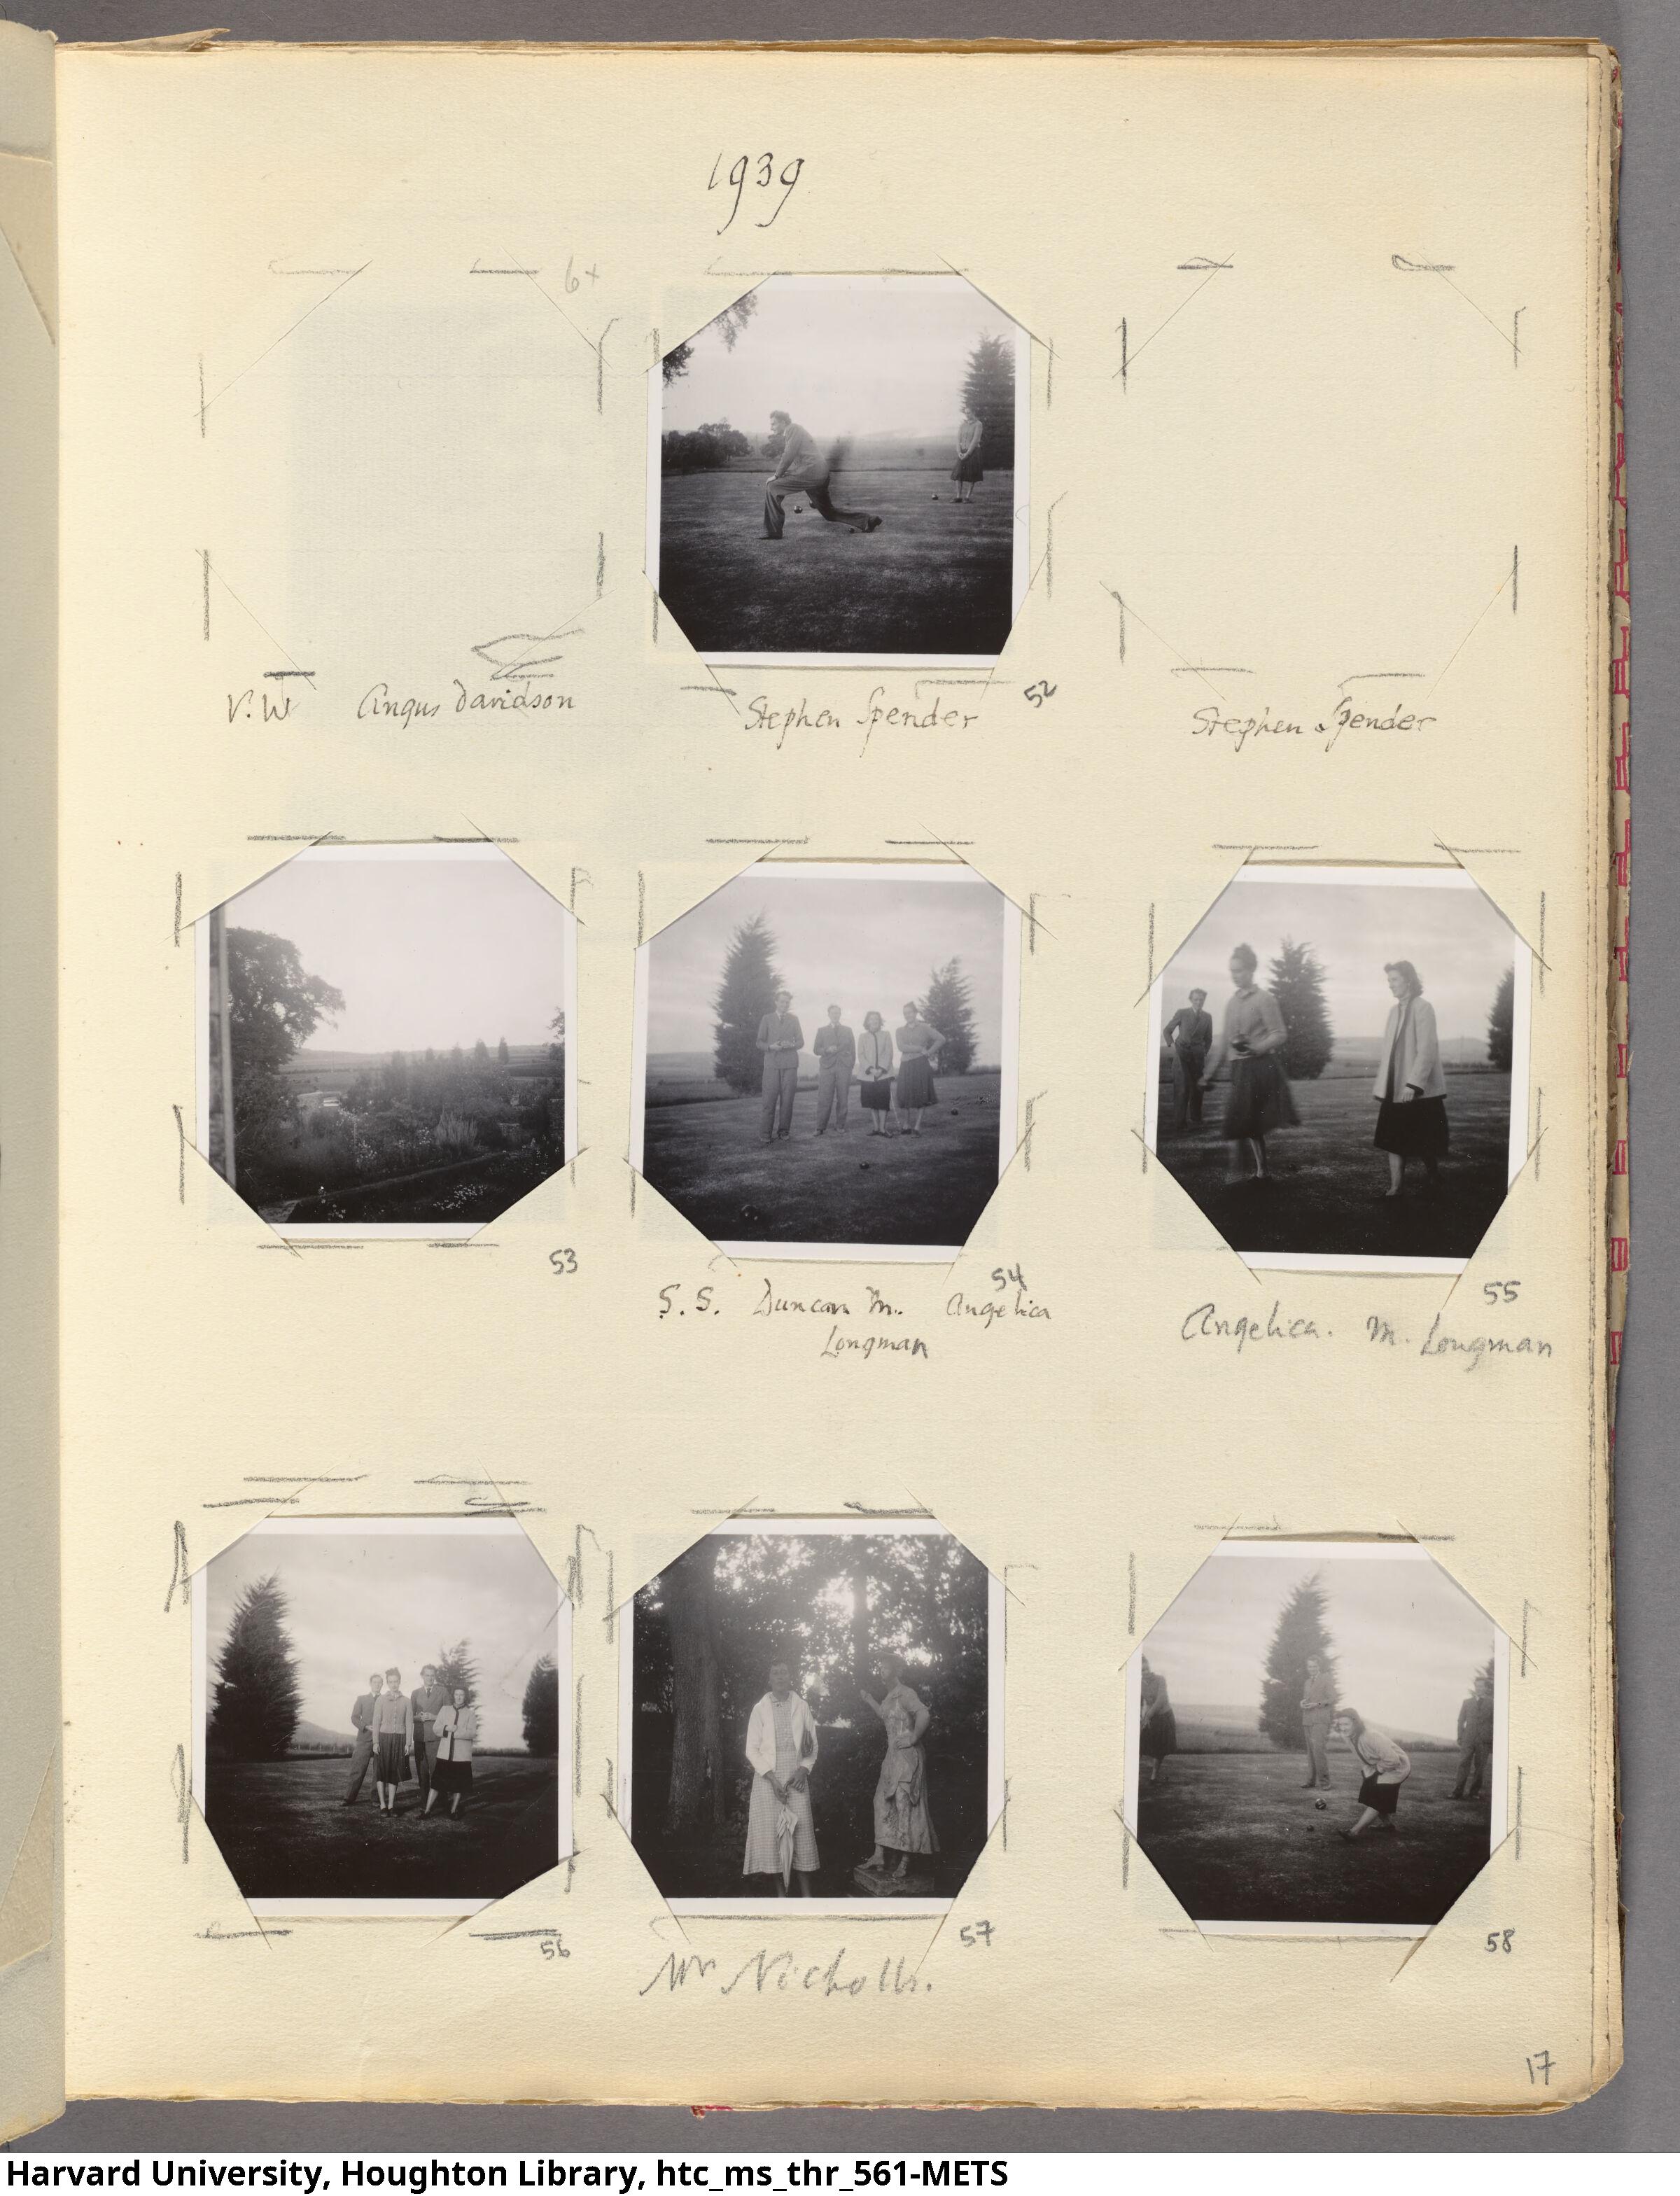 1939
6+
V.W Angus Davidson
52
Stephen Spender
Stephen Spender
53
54
S.S. Duncan M. Angelica
Longman
55
Angelica. M. Longman
56
57
Nicholls.
58
17
Harvard University, Houghton Library, htc_ms_thr_561-METS